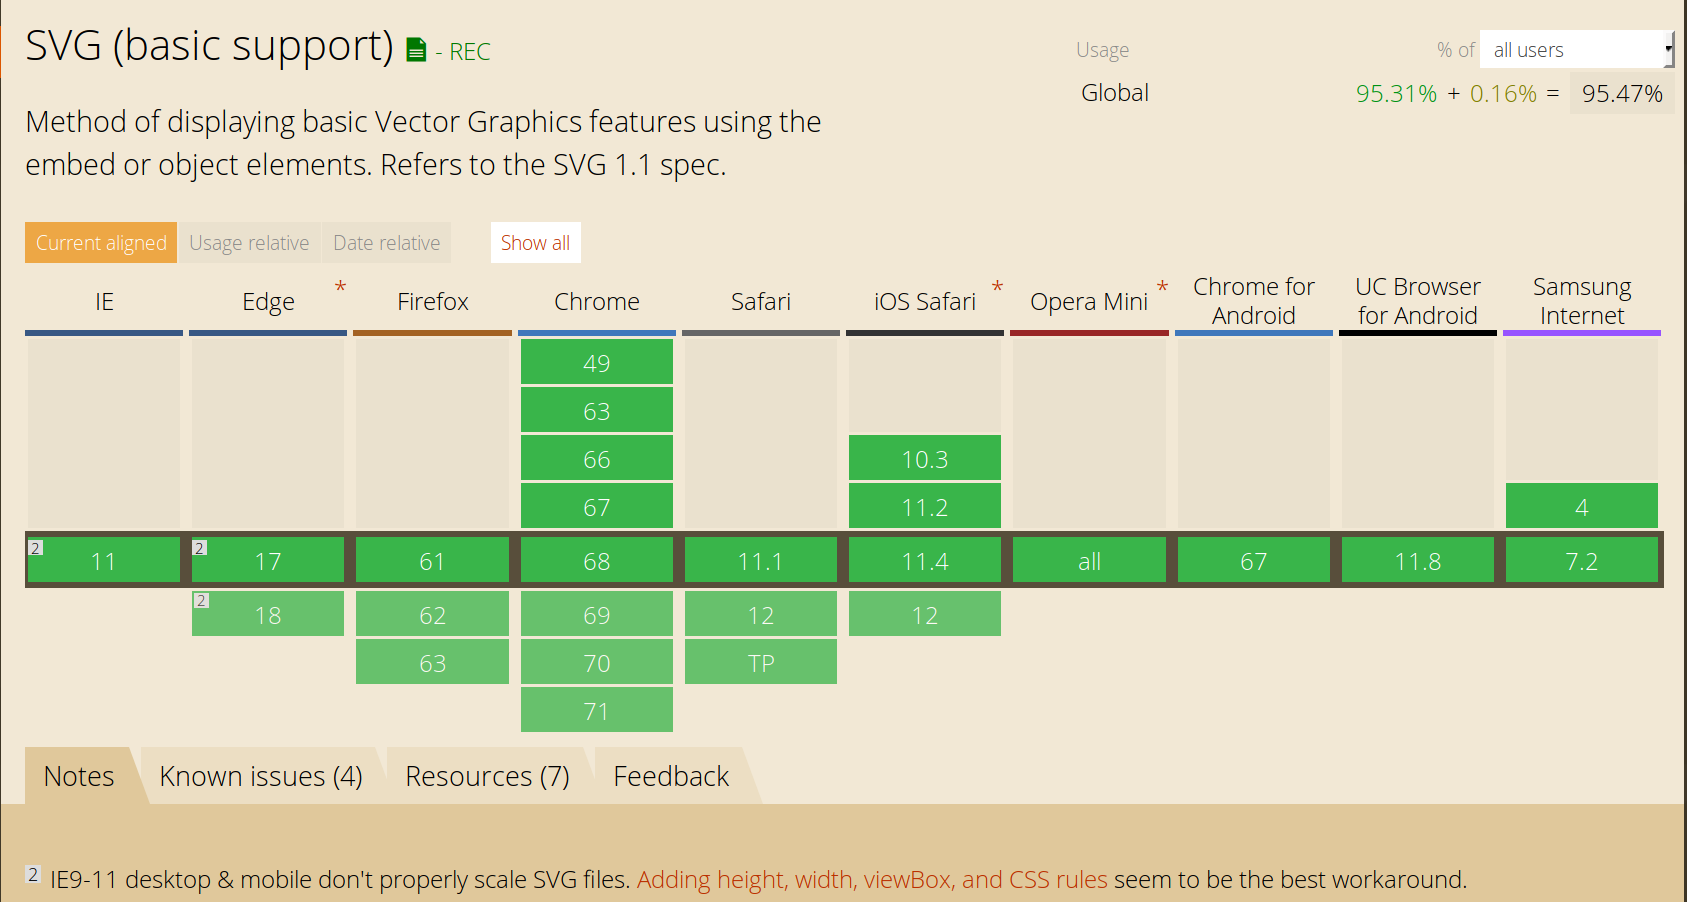 SVG (basic support) - REC
Usage % of all users
Global 95.31% + 0.16% = 95.47%
Method of displaying basic Vector Graphics features using the
embed or object elements. Refers to the SVG 1.1 spec.
Current aligned Usage relative Date relative Show all
IE Edge * Firefox Chrome Safari iOS Safari * Opera Mini * Chrome for Android UC Browser for Android Samsung Internet
49
63
66 10.3
67 11.2 4
2 11 2 17 61 68 11.1 11.4 all 67 11.8 7.2
2 18 62 69 12 12
63 70 TP
71
Notes Known issues (4) Resources (7) Feedback
2 IE9-11 desktop & mobile don't properly scale SVG files. Adding height, width, viewBox, and CSS rules seem to be the best workaround.